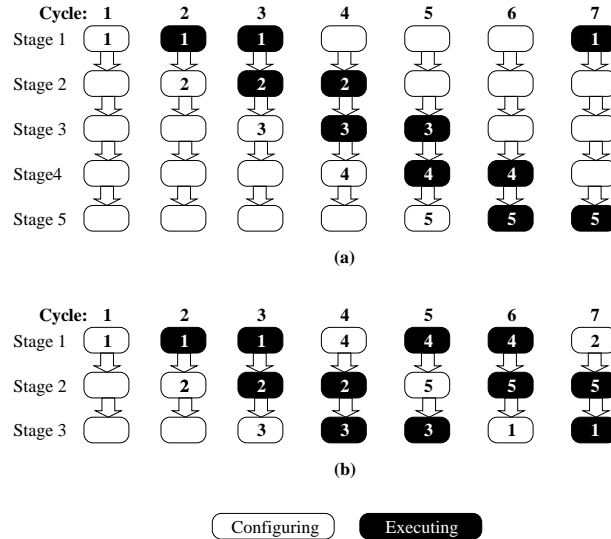 Cycle: 1 2 3 4 5 6 7
Stage 1 1 1 1 1
Stage 2 2 2 2
Stage 3 3 3 3
Stage4 4 4 4
Stage 5 5 5 5
(a)
Cycle: 1 2 3 4 5 6 7
Stage 1 1 1 1 4 4 4 2
Stage 2 2 2 2 5 5 5
Stage 3 3 3 3 1 1
(b)
Configuring Executing